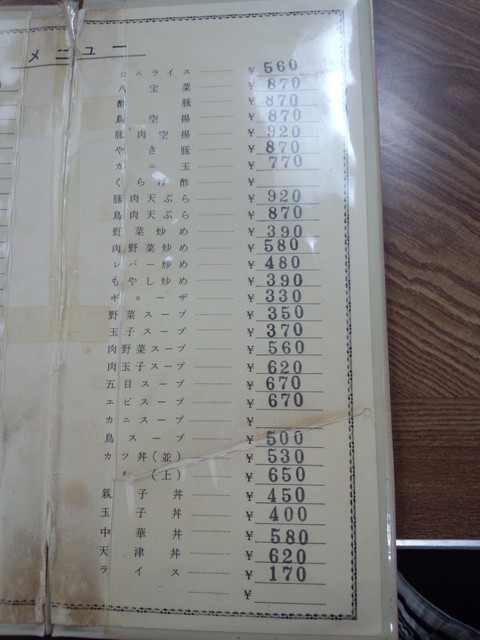 メニュー
カニライス ¥560
八宝菜 ¥870
酢豚 ¥870
鳥空揚 ¥870
豚肉空揚 ¥920
やき豚 ¥870
カニ玉 ¥770
くらげ酢 ¥
豚肉天ぷら ¥920
鳥肉天ぷら ¥870
野菜炒め ¥390
肉野菜炒め ¥580
レバー炒め ¥480
もやし炒め ¥390
ギョーザ ¥330
野菜スープ ¥350
玉子スープ ¥370
肉野菜スープ ¥560
肉玉子スープ ¥620
五目スープ ¥670
エビスープ ¥670
カニスープ ¥
鳥スープ ¥500
カツ丼(並) ¥530
〃(上) ¥650
親子丼 ¥450
玉子丼 ¥400
中華丼 ¥580
天津丼 ¥620
ライス ¥170
¥